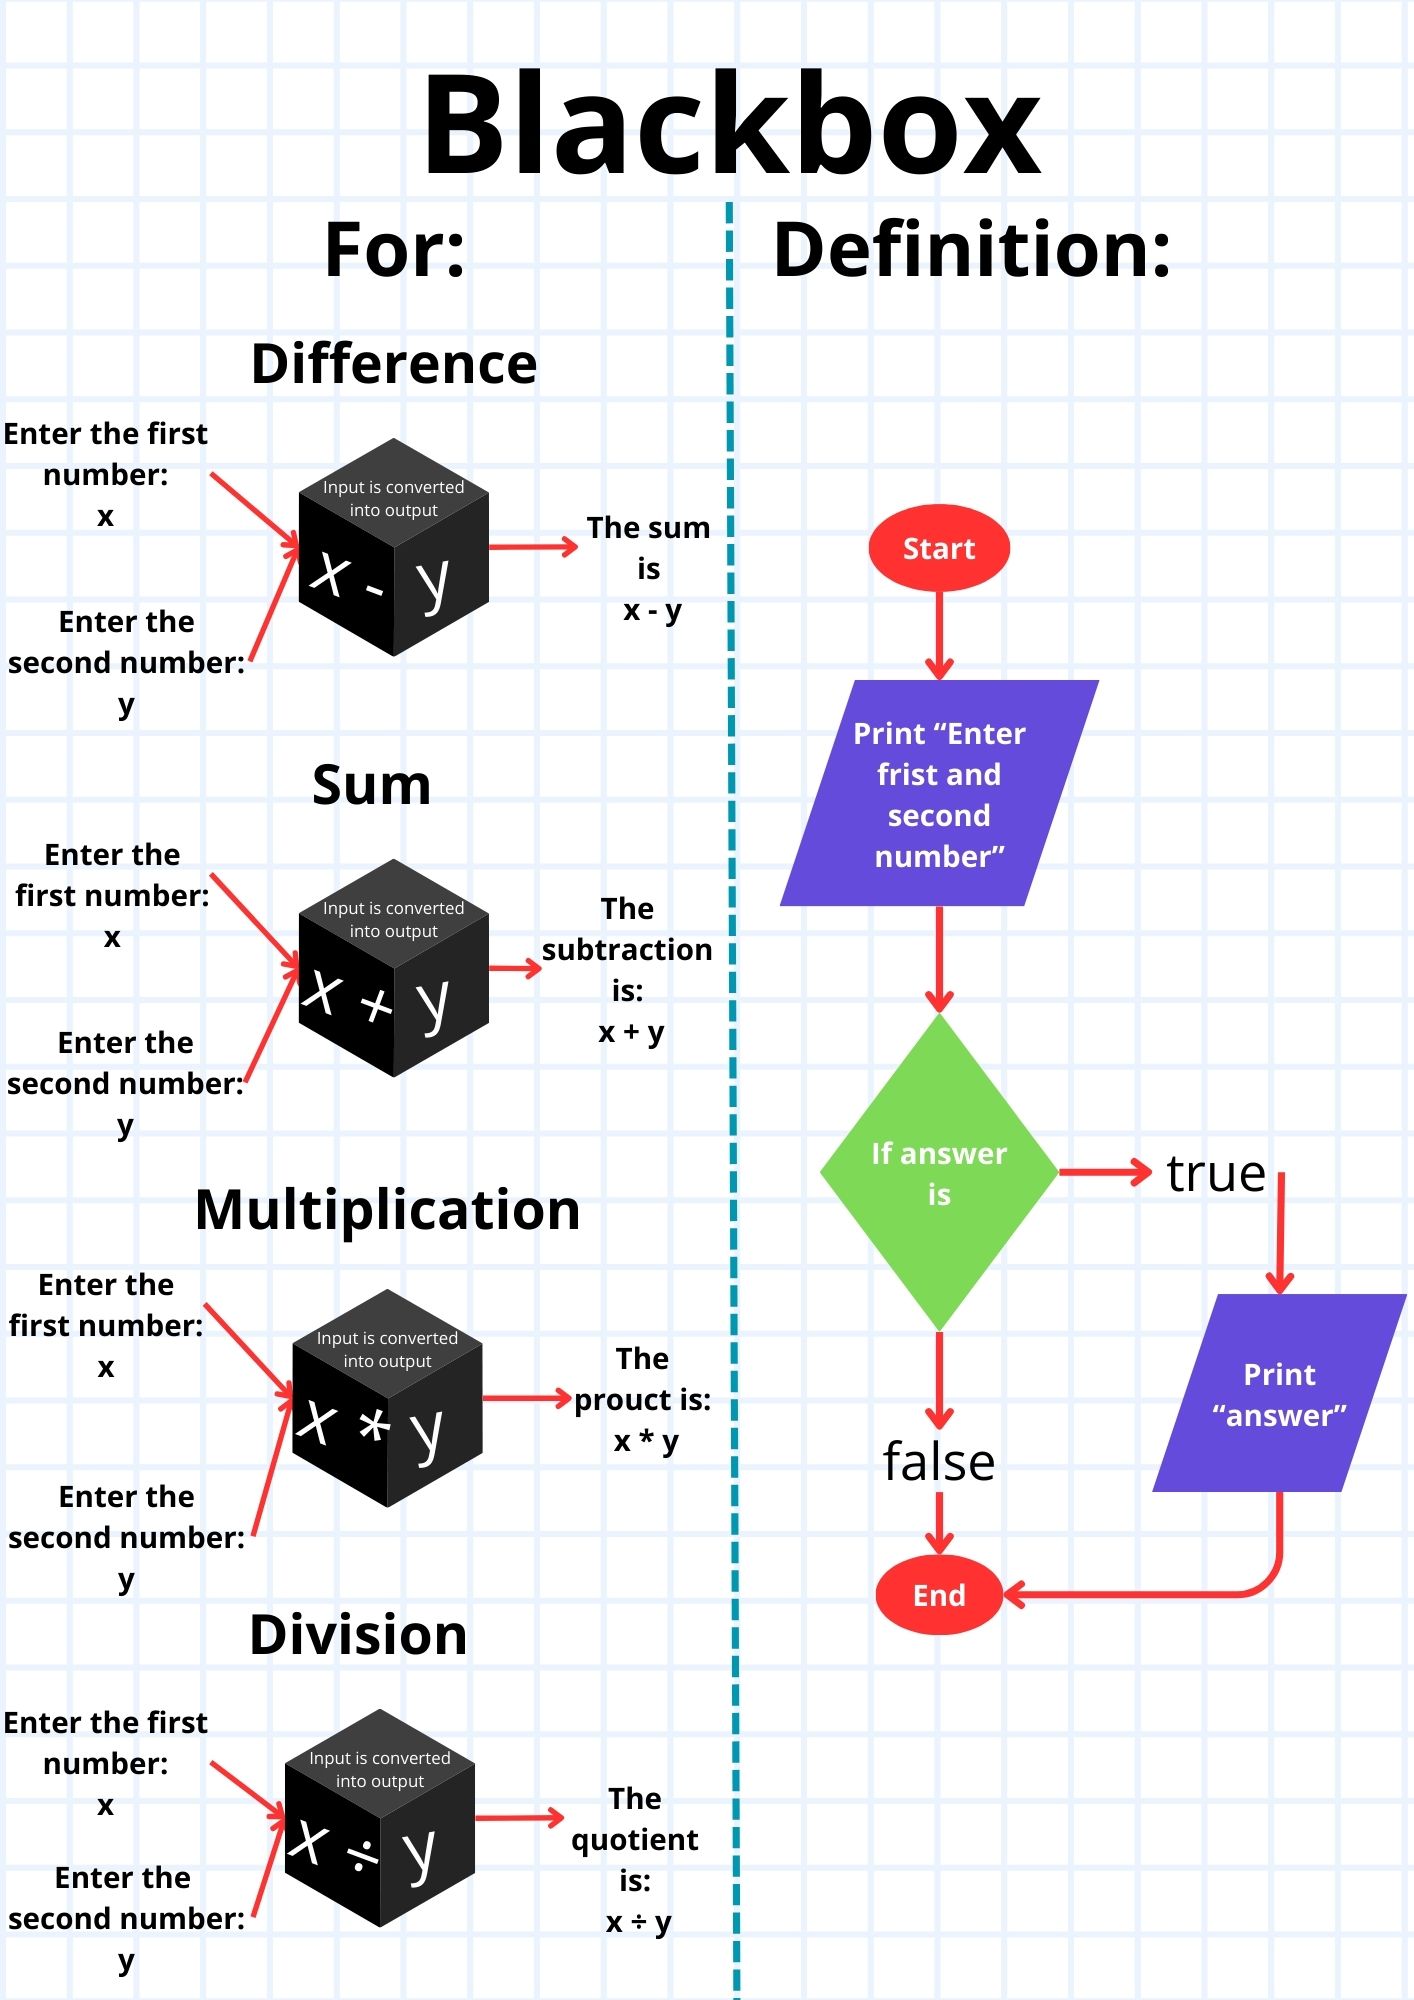 Blackbox
For:
Difference
Enter the first
number:
x
Enter the
second number:
y
Input is converted
into output
x - y
The sum
is
x - y
Sum
Enter the
first number:
x
Enter the
second number:
y
Input is converted
into output
x + y
The
subtraction
is:
x + y
Multiplication
Enter the
first number:
x
Enter the
second number:
y
Input is converted
into output
x * y
The
prouct is:
x * y
Division
Enter the first
number:
x
Enter the
second number:
y
Input is converted
into output
x ÷ y
The
quotient
is:
x ÷ y
Definition:
Start
Print “Enter
frist and
second
number”
If answer
is
true
Print
“answer”
false
End